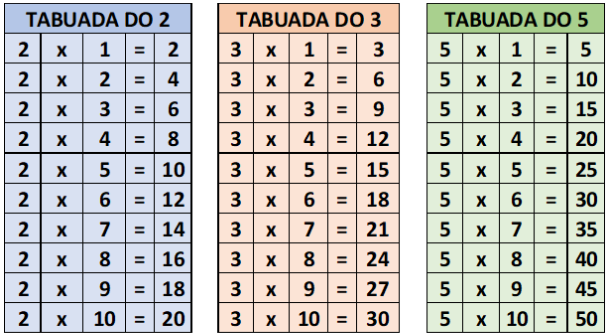 TABUADA DO 2
2 x 1 = 2
2 x 2 = 4
2 x 3 = 6
2 x 4 = 8
2 x 5 = 10
2 x 6 = 12
2 x 7 = 14
2 x 8 = 16
2 x 9 = 18
2 x 10 = 20
TABUADA DO 3
3 x 1 = 3
3 x 2 = 6
3 x 3 = 9
3 x 4 = 12
3 x 5 = 15
3 x 6 = 18
3 x 7 = 21
3 x 8 = 24
3 x 9 = 27
3 x 10 = 30
TABUADA DO 5
5 x 1 = 5
5 x 2 = 10
5 x 3 = 15
5 x 4 = 20
5 x 5 = 25
5 x 6 = 30
5 x 7 = 35
5 x 8 = 40
5 x 9 = 45
5 x 10 = 50